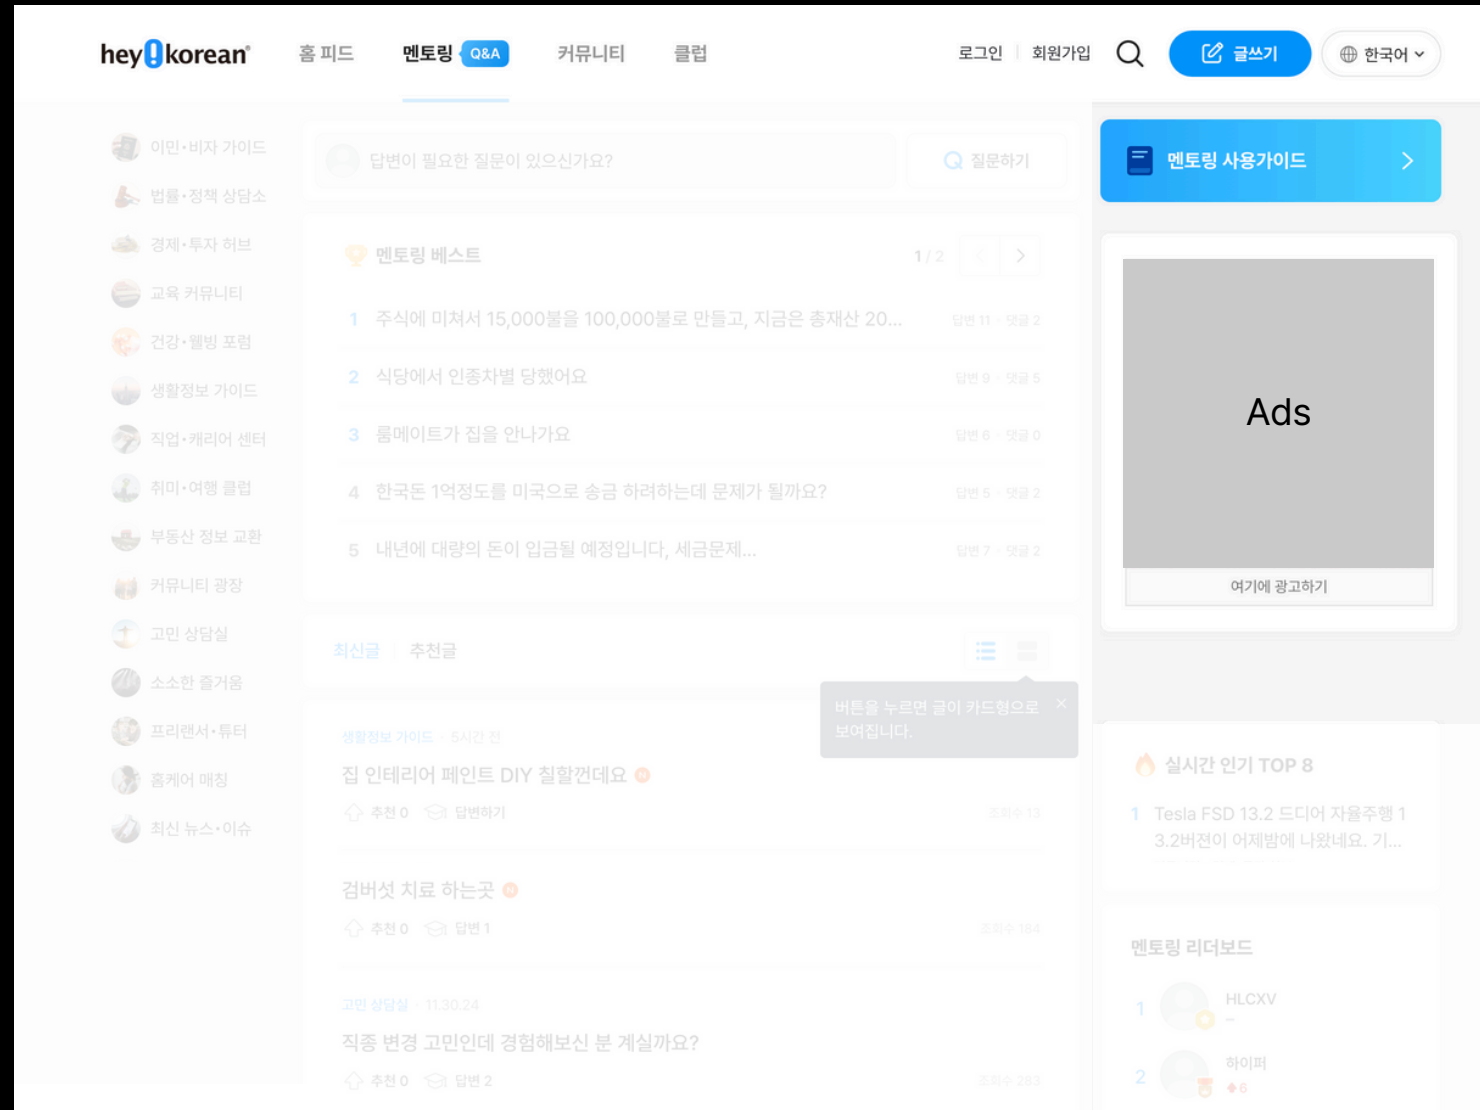 hey!korean
홈 피드
멘토링 Q&A
커뮤니티
클럽
로그인
회원가입
글쓰기
한국어
이민•비자 가이드
법률•정책 상담소
경제•투자 허브
교육 커뮤니티
건강•웰빙 포럼
생활정보 가이드
직업•캐리어 센터
취미•여행 클럽
부동산 정보 교환
커뮤니티 광장
고민 상담실
소소한 즐거움
프리랜서•튜터
홈케어 매칭
최신 뉴스•이슈
답변이 필요한 질문이 있으신가요?
질문하기
멘토링 베스트
1 / 2
1 주식에 미쳐서 15,000불을 100,000불로 만들고, 지금은 총재산 20... 답변 11 · 댓글 2
2 식당에서 인종차별 당했어요 답변 9 · 댓글 5
3 룸메이트가 집을 안나가요 답변 6 · 댓글 0
4 한국돈 1억정도를 미국으로 송금 하려하는데 문제가 될까요? 답변 5 · 댓글 2
5 내년에 대량의 돈이 입금될 예정입니다, 세금문제... 답변 7 · 댓글 2
최신글
추천글
버튼을 누르면 글이 카드형으로
보여집니다.
생활정보 가이드 · 5시간 전
집 인테리어 페인트 DIY 칠할껀데요 N
추천 0 답변하기 조회수 13
검버섯 치료 하는곳 N
추천 0 답변 1 조회수 184
고민 상담실 · 11.30.24
직종 변경 고민인데 경험해보신 분 계실까요?
추천 0 답변 2 조회수 283
멘토링 사용가이드
Ads
여기에 광고하기
실시간 인기 TOP 8
1 Tesla FSD 13.2 드디어 자율주행 1
3.2버젼이 어제밤에 나왔네요. 기...
멘토링 리더보드
1 HLCXV
–
2 하이퍼
6